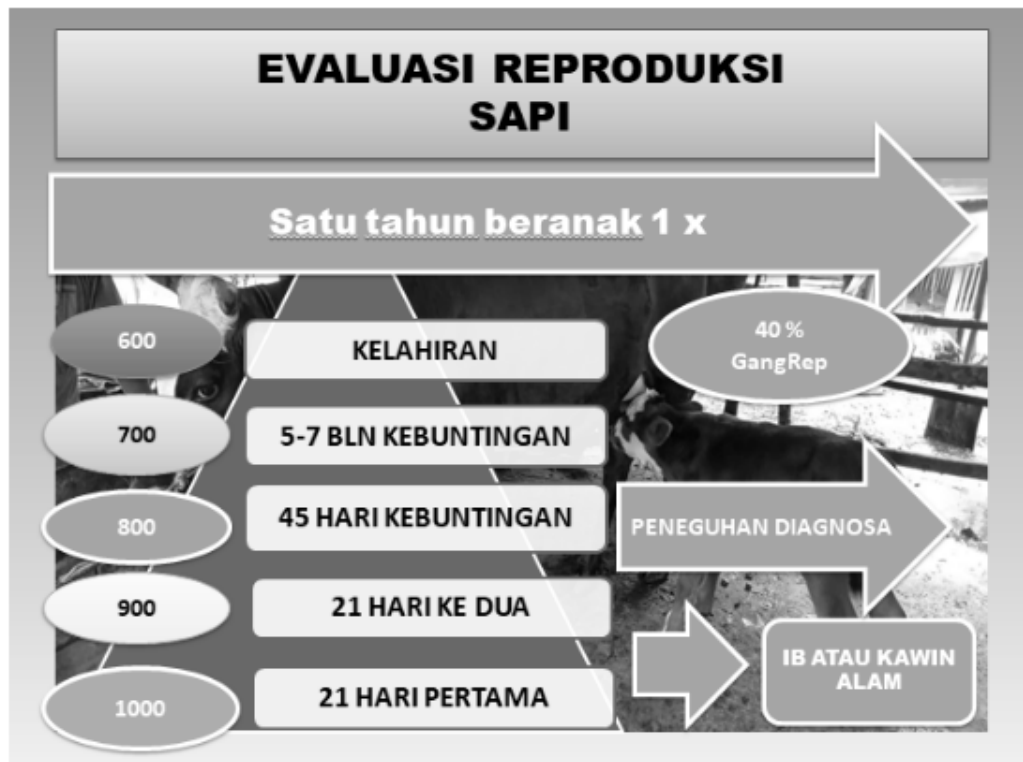 EVALUASI REPRODUKSI
SAPI
Satu tahun beranak 1 x
600
KELAHIRAN
40 %
GangRep
700
5-7 BLN KEBUNTINGAN
800
45 HARI KEBUNTINGAN
PENEGUHAN DIAGNOSA
900
21 HARI KE DUA
IB ATAU KAWIN
ALAM
1000
21 HARI PERTAMA